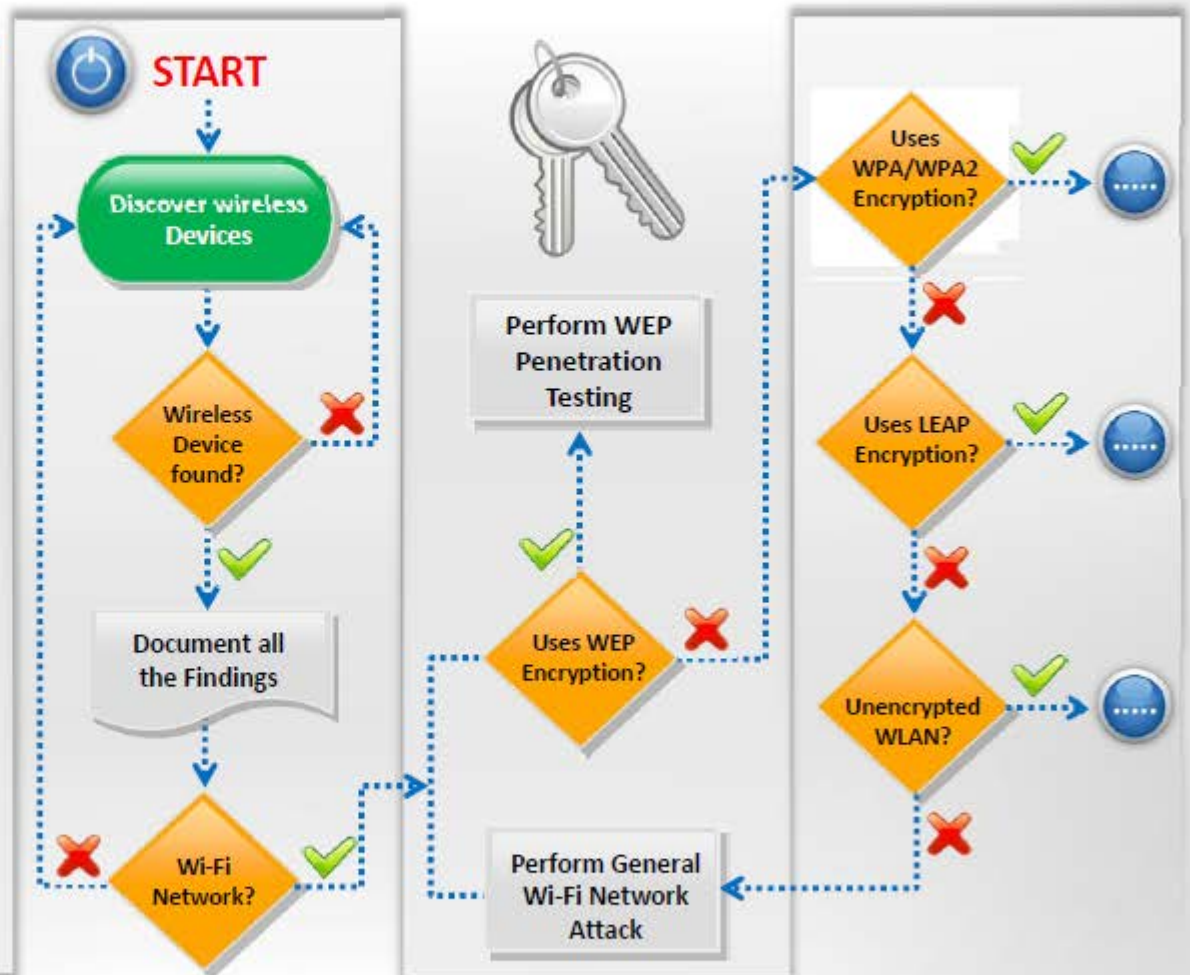 START
Discover wireless
Devices
Wireless
Device
found?
Document all
the Findings
Wi-Fi
Network?
Perform WEP
Penetration
Testing
Uses WEP
Encryption?
Perform General
Wi-Fi Network
Attack
Uses
WPA/WPA2
Encryption?
.....
Uses LEAP
Encryption?
.....
Unencrypted
WLAN?
.....